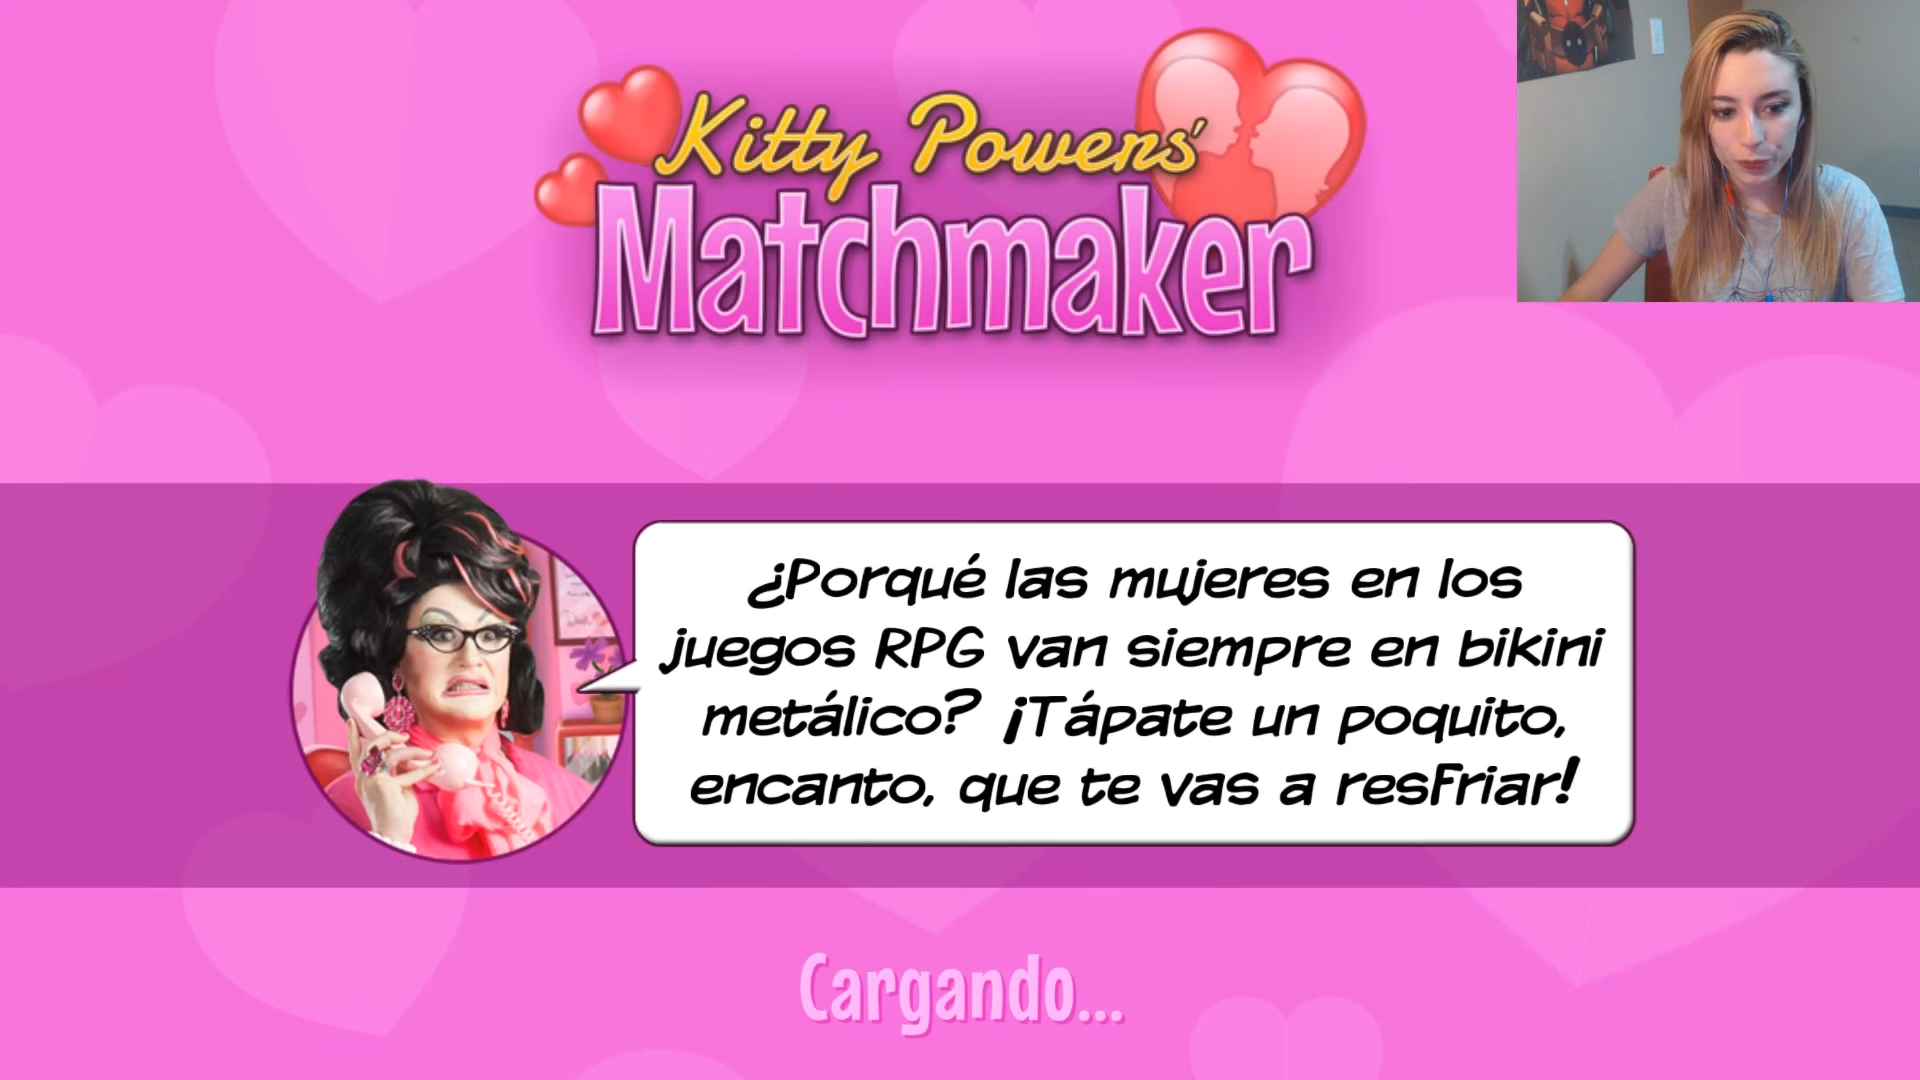 Kitty Powers'
Matchmaker
¿Porqué las mujeres en los
juegos RPG van siempre en bikini
metálico? ¡Tápate un poquito,
encanto, que te vas a resfriar!
Cargando...